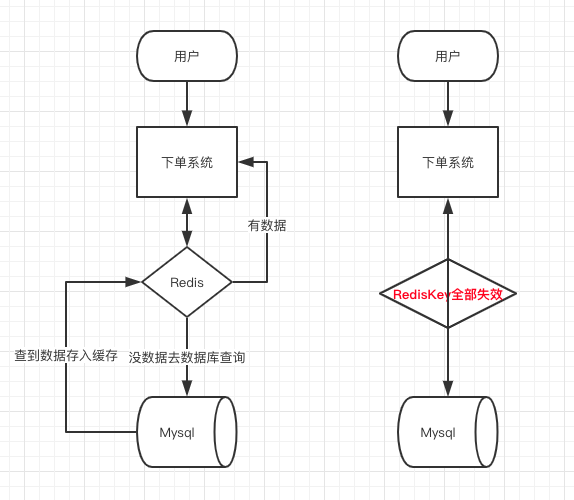 用户
下单系统
有数据
Redis
查到数据存入缓存
没数据去数据库查询
Mysql
用户
下单系统
RedisKey全部失效
Mysql